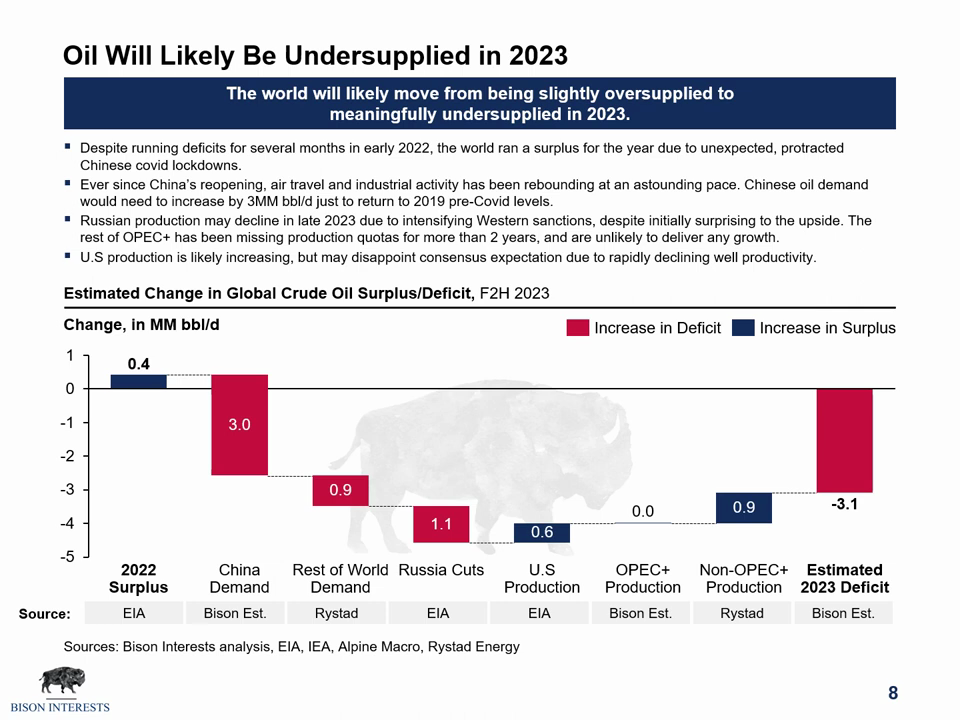 Oil Will Likely Be Undersupplied in 2023
The world will likely move from being slightly oversupplied to
meaningfully undersupplied in 2023.
▪ Despite running deficits for several months in early 2022, the world ran a surplus for the year due to unexpected, protracted
Chinese covid lockdowns.
▪ Ever since China’s reopening, air travel and industrial activity has been rebounding at an astounding pace. Chinese oil demand
would need to increase by 3MM bbl/d just to return to 2019 pre-Covid levels.
▪ Russian production may decline in late 2023 due to intensifying Western sanctions, despite initially surprising to the upside. The
rest of OPEC+ has been missing production quotas for more than 2 years, and are unlikely to deliver any growth.
▪ U.S production is likely increasing, but may disappoint consensus expectation due to rapidly declining well productivity.
Estimated Change in Global Crude Oil Surplus/Deficit, F2H 2023
Change, in MM bbl/d
Increase in Deficit Increase in Surplus
1
0
-1
-2
-3
-4
-5
0.4
3.0
0.9
1.1
0.6
0.0
0.9
-3.1
2022 China Rest of World Russia Cuts U.S OPEC+ Non-OPEC+ Estimated
Surplus Demand Demand Production Production Production 2023 Deficit
Source: EIA Bison Est. Rystad EIA EIA Bison Est. Rystad Bison Est.
Sources: Bison Interests analysis, EIA, IEA, Alpine Macro, Rystad Energy
BISON INTERESTS
8